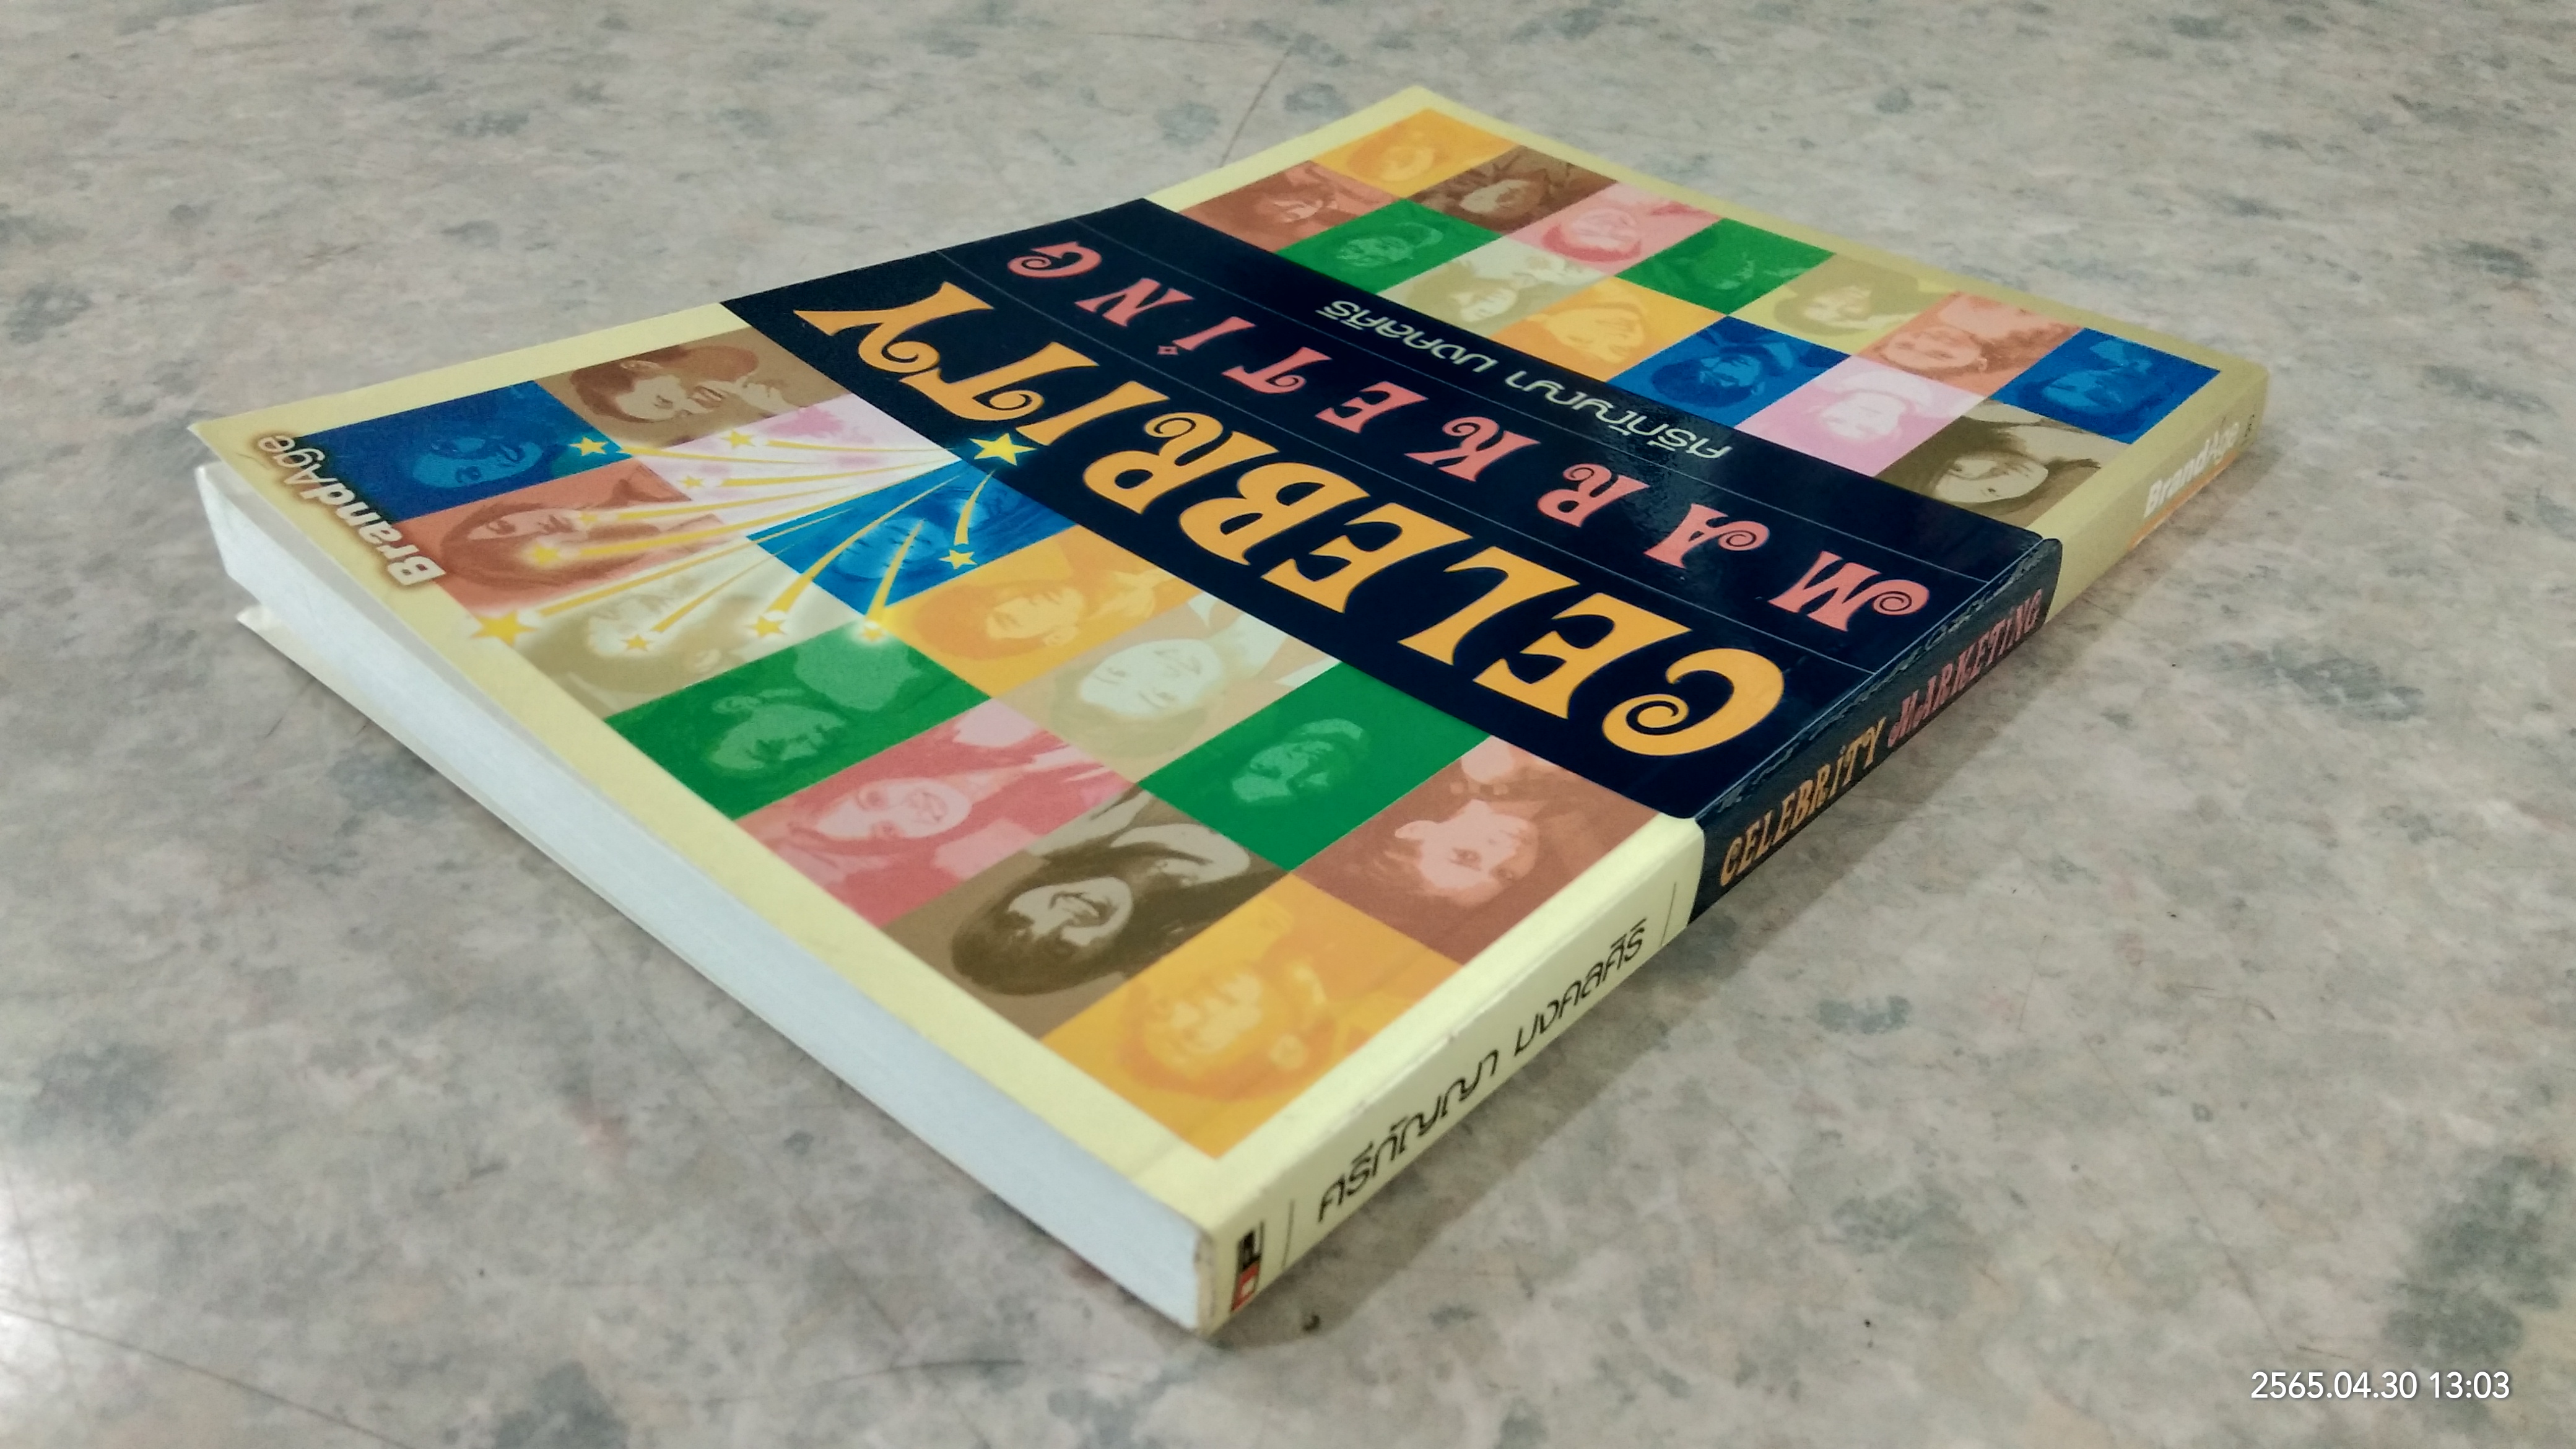 BrandAge
CELEBRITY
MARKETING
ศรีกัญญา มงคลศิริ
BrandAge
CELEBRITY MARKETING
ศรีกัญญา มงคลศิริ
2565.04.30 13:03